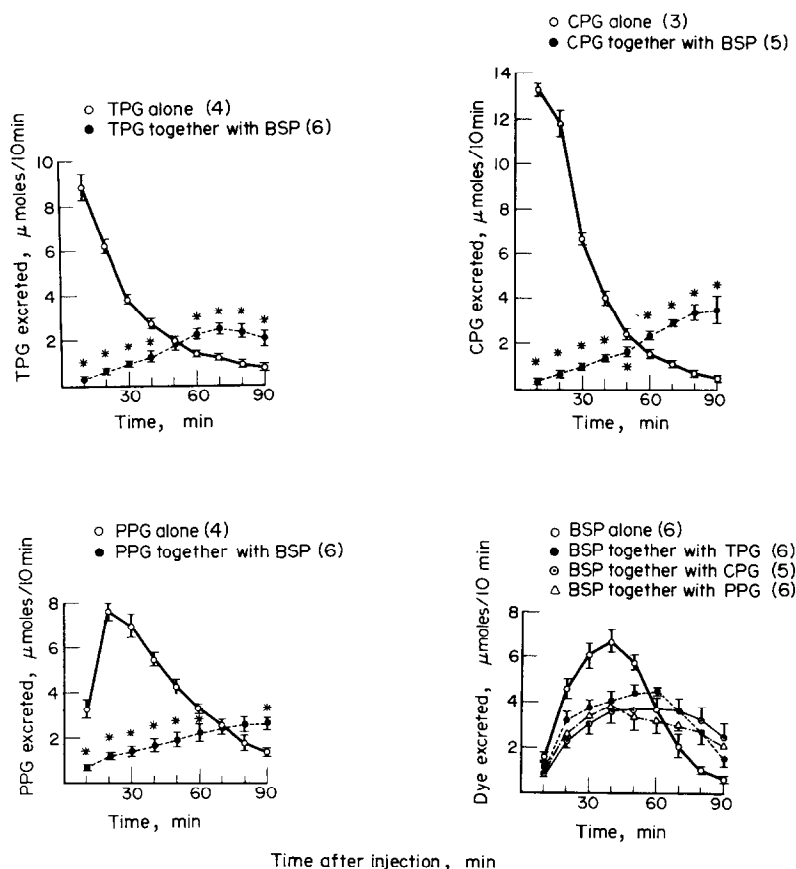 ○ TPG alone (4)
● TPG together with BSP (6)
TPG excreted, μ moles/10 min
10
8
6
4
2
30
60
90
Time, min
○ CPG alone (3)
● CPG together with BSP (5)
CPG excreted, μmoles/10 min
14
12
10
8
6
4
2
30
60
90
Time, min
○ PPG alone (4)
● PPG together with BSP (6)
PPG excreted, μmoles/10 min
8
6
4
2
30
60
90
Time, min
○ BSP alone (6)
● BSP together with TPG (6)
⊙ BSP together with CPG (5)
△ BSP together with PPG (6)
Dye excreted, μmoles/10 min
8
6
4
2
30
60
90
Time, min
Time after injection, min